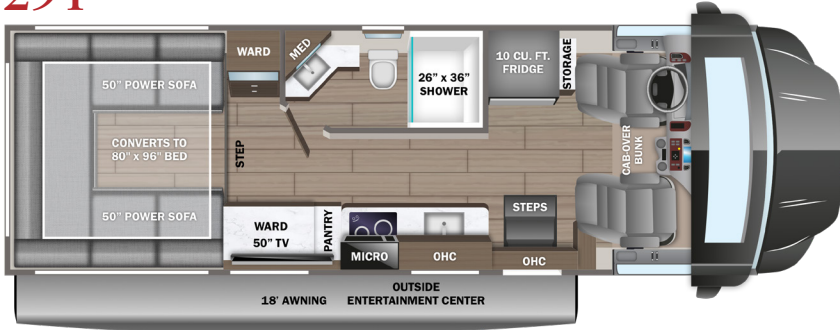 WARD
MED
26" x 36"
SHOWER
10 CU. FT.
FRIDGE
STORAGE
50" POWER SOFA
CONVERTS TO
80" x 96" BED
50" POWER SOFA
STEP
CAB-OVER
BUNK
WARD
50" TV
PANTRY
STEPS
MICRO
OHC
OHC
18' AWNING
OUTSIDE
ENTERTAINMENT CENTER